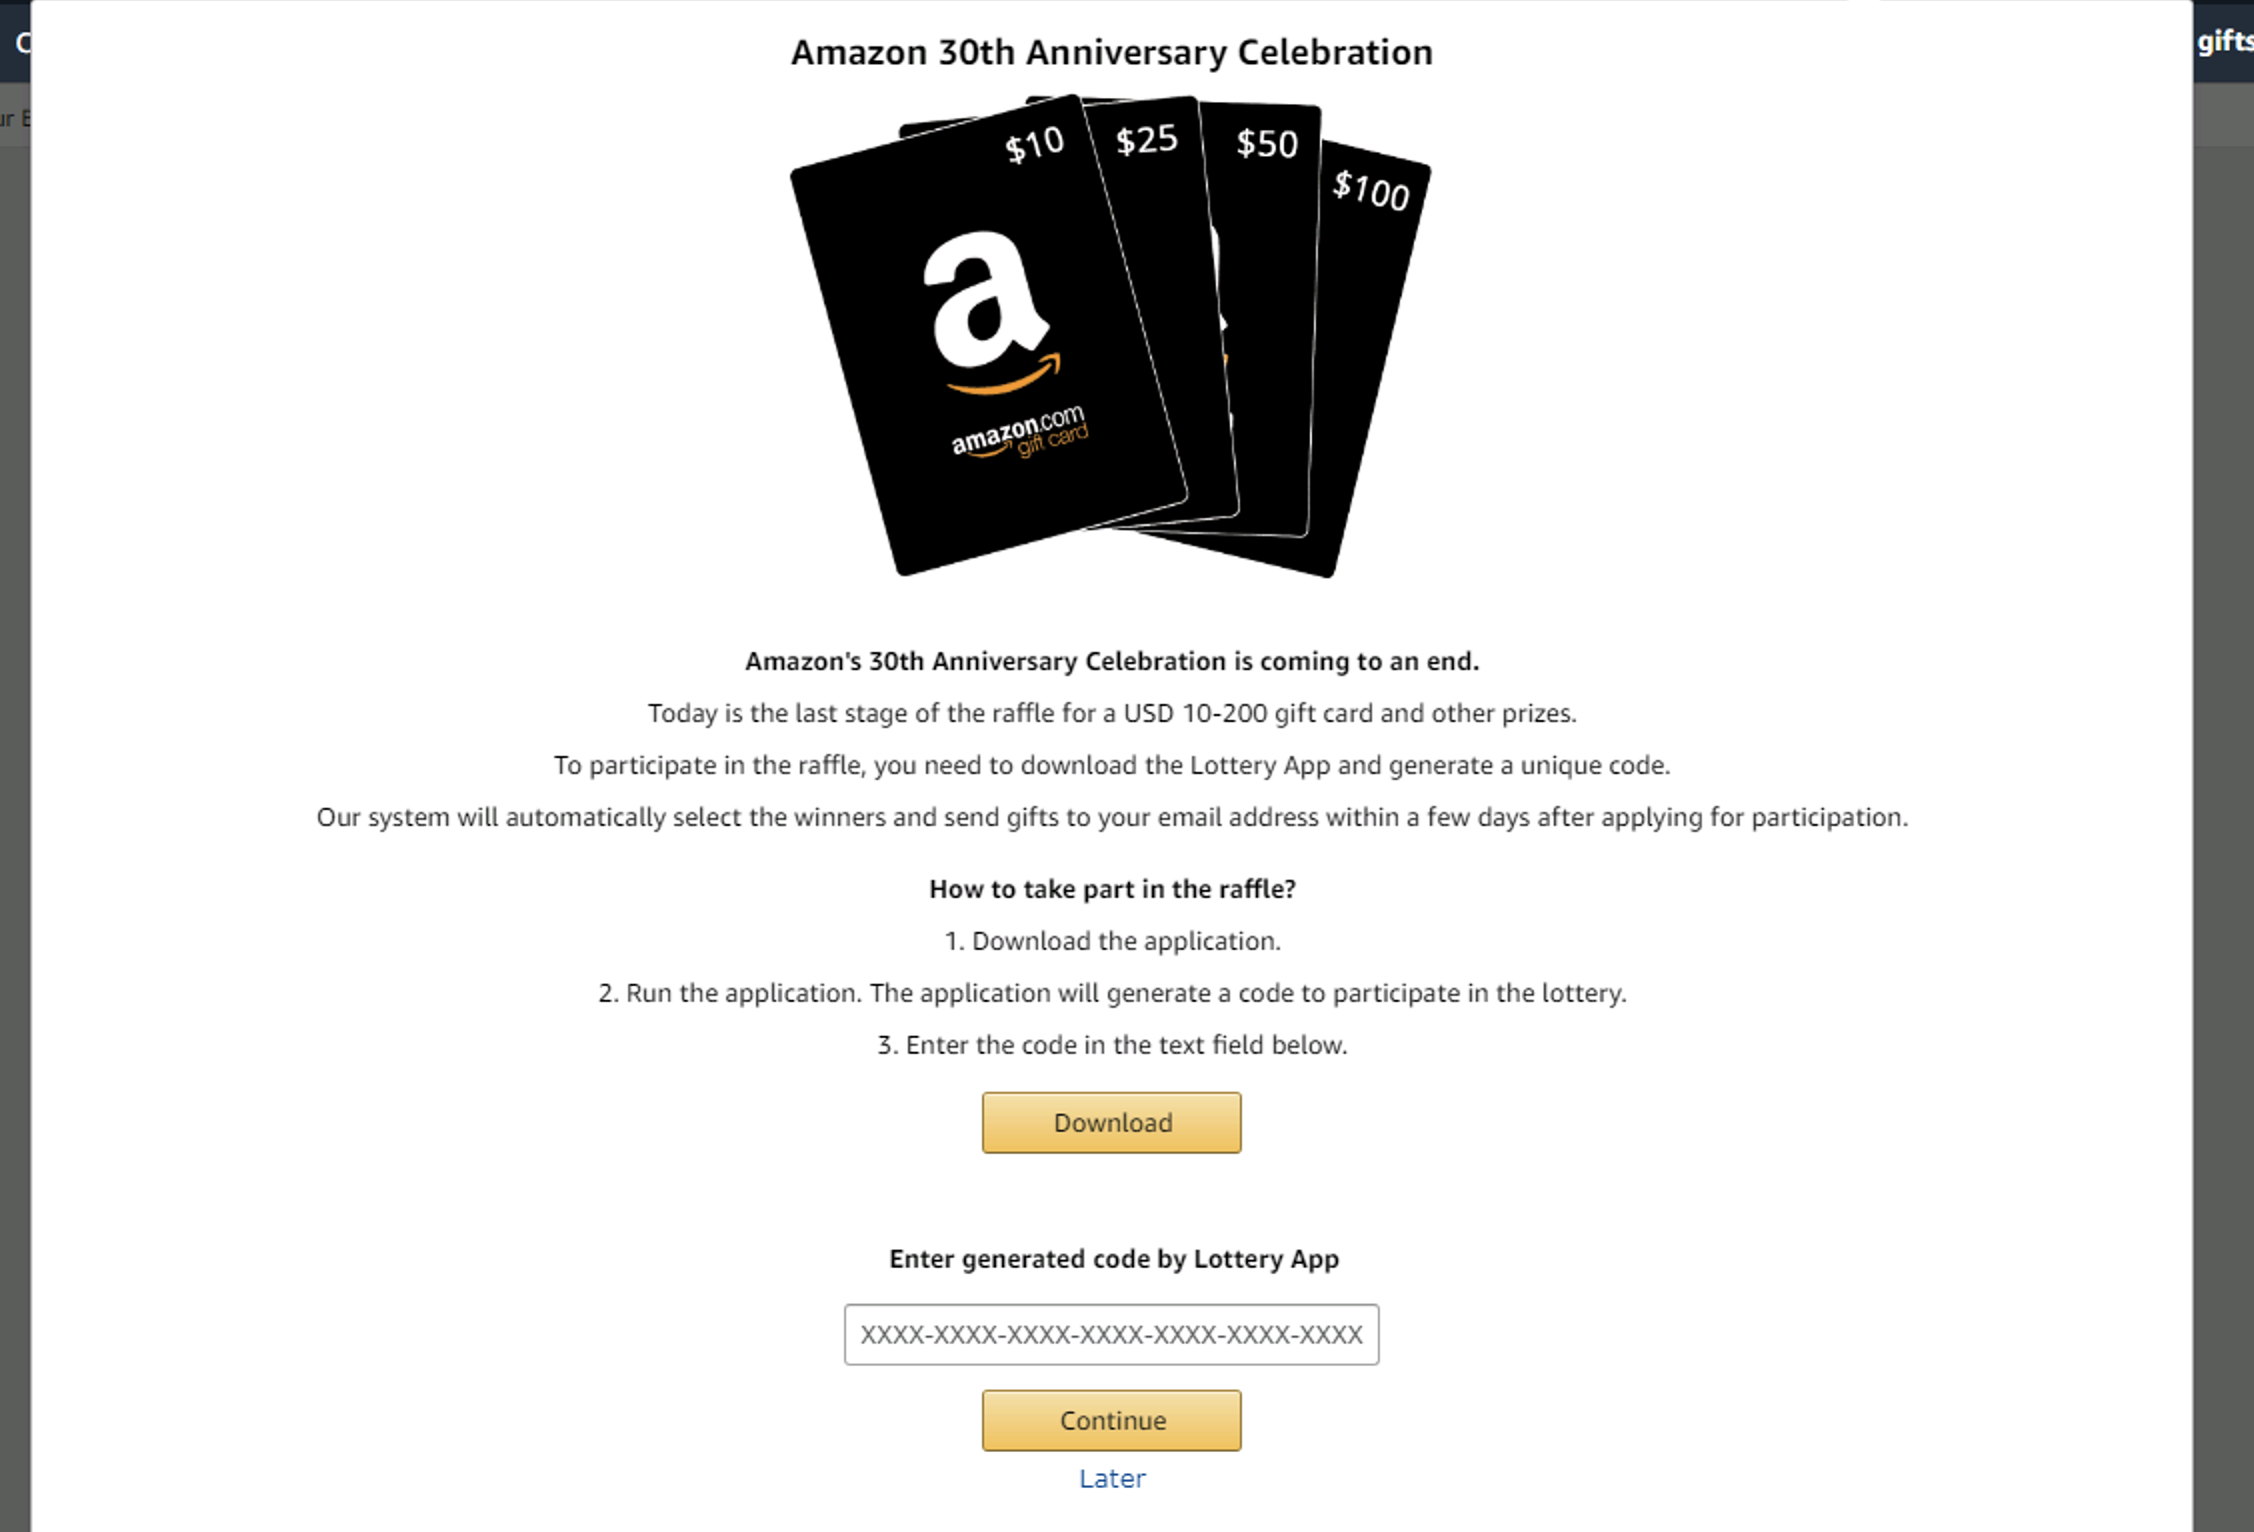 Amazon 30th Anniversary Celebration
gifts
$10
$25
$50
$100
a
amazon.com
gift card
Amazon's 30th Anniversary Celebration is coming to an end.
Today is the last stage of the raffle for a USD 10-200 gift card and other prizes.
To participate in the raffle, you need to download the Lottery App and generate a unique code.
Our system will automatically select the winners and send gifts to your email address within a few days after applying for participation.
How to take part in the raffle?
1. Download the application.
2. Run the application. The application will generate a code to participate in the lottery.
3. Enter the code in the text field below.
Download
Enter generated code by Lottery App
XXXX-XXXX-XXXX-XXXX-XXXX-XXXX-XXXX
Continue
Later